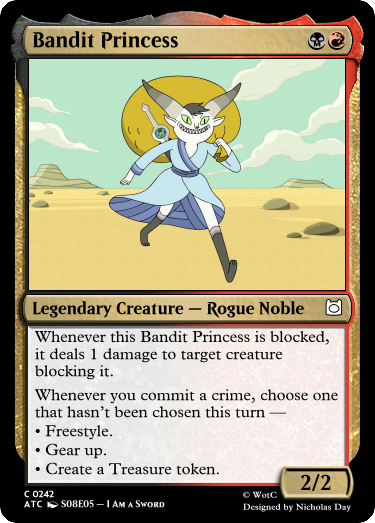 Bandit Princess
Legendary Creature — Rogue Noble
Whenever this Bandit Princess is blocked,
it deals 1 damage to target creature
blocking it.
Whenever you commit a crime, choose one
that hasn't been chosen this turn —
• Freestyle.
• Gear up.
• Create a Treasure token.
2/2
C 0242
ATC S08E05 — I Am a Sword
© WotC
Designed by Nicholas Day